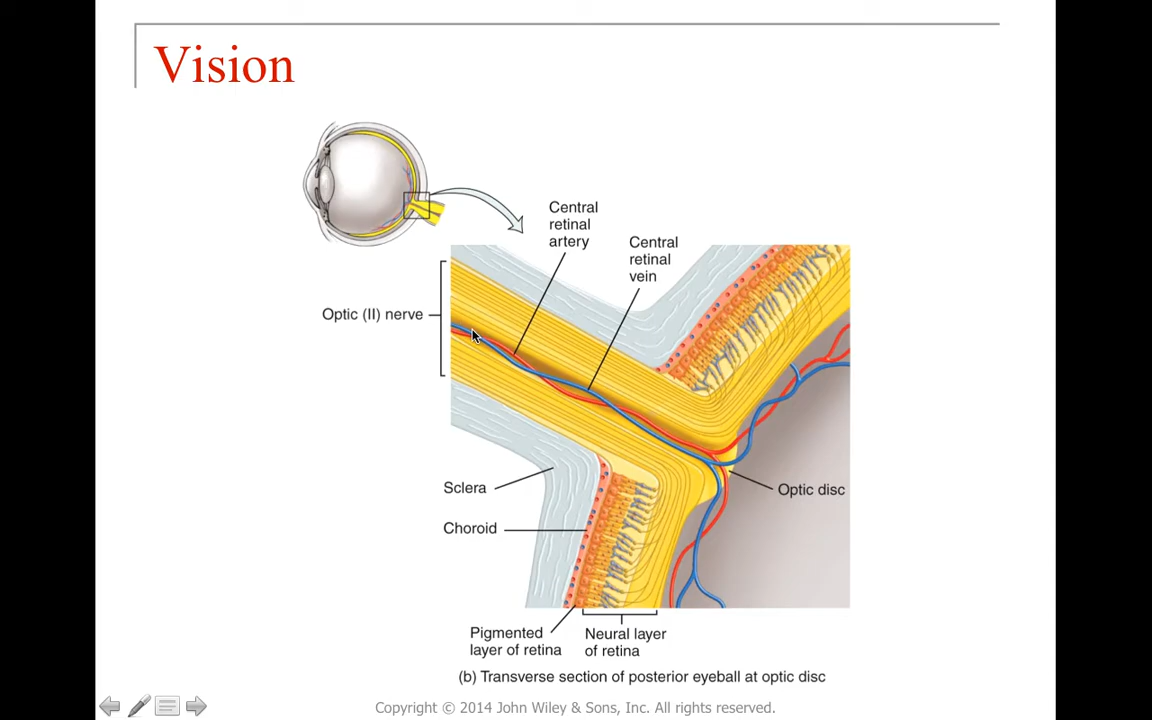 Vision
Central
retinal
artery
Central
retinal
vein
Optic (II) nerve
Sclera
Optic disc
Choroid
Pigmented
layer of retina
Neural layer
of retina
(b) Transverse section of posterior eyeball at optic disc
Copyright © 2014 John Wiley & Sons, Inc. All rights reserved.